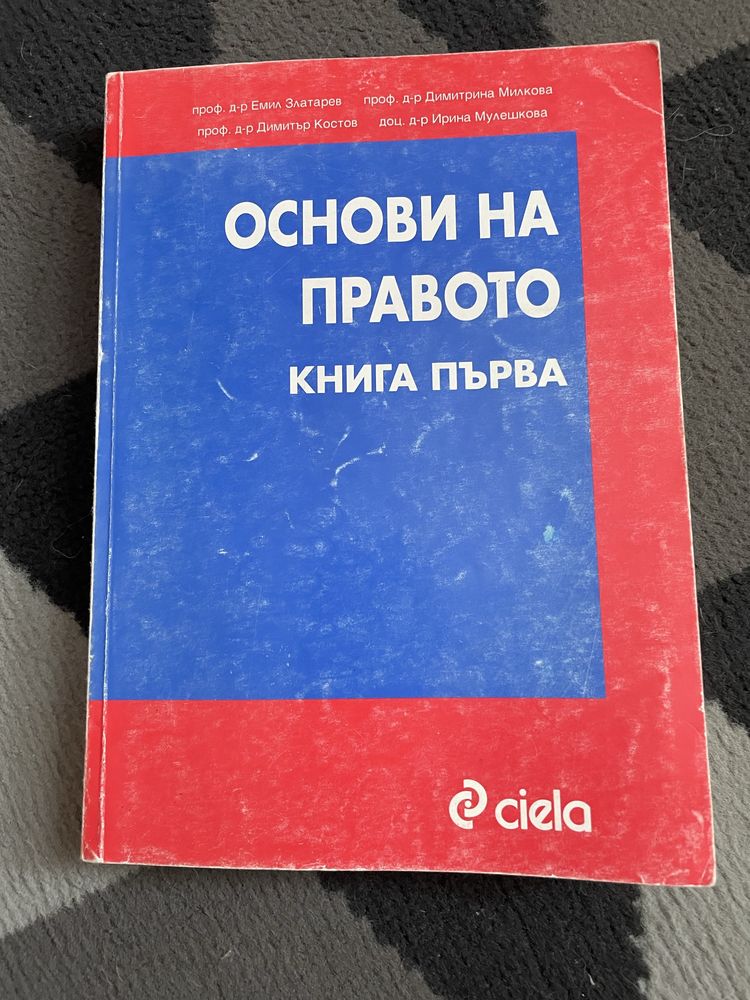 проф. д-р Емил Златарев проф. д-р Димитрина Милкова
проф. д-р Димитър Костов доц. д-р Ирина Мулешкова
ОСНОВИ НА
ПРАВОТО
КНИГА ПЪРВА
ciela